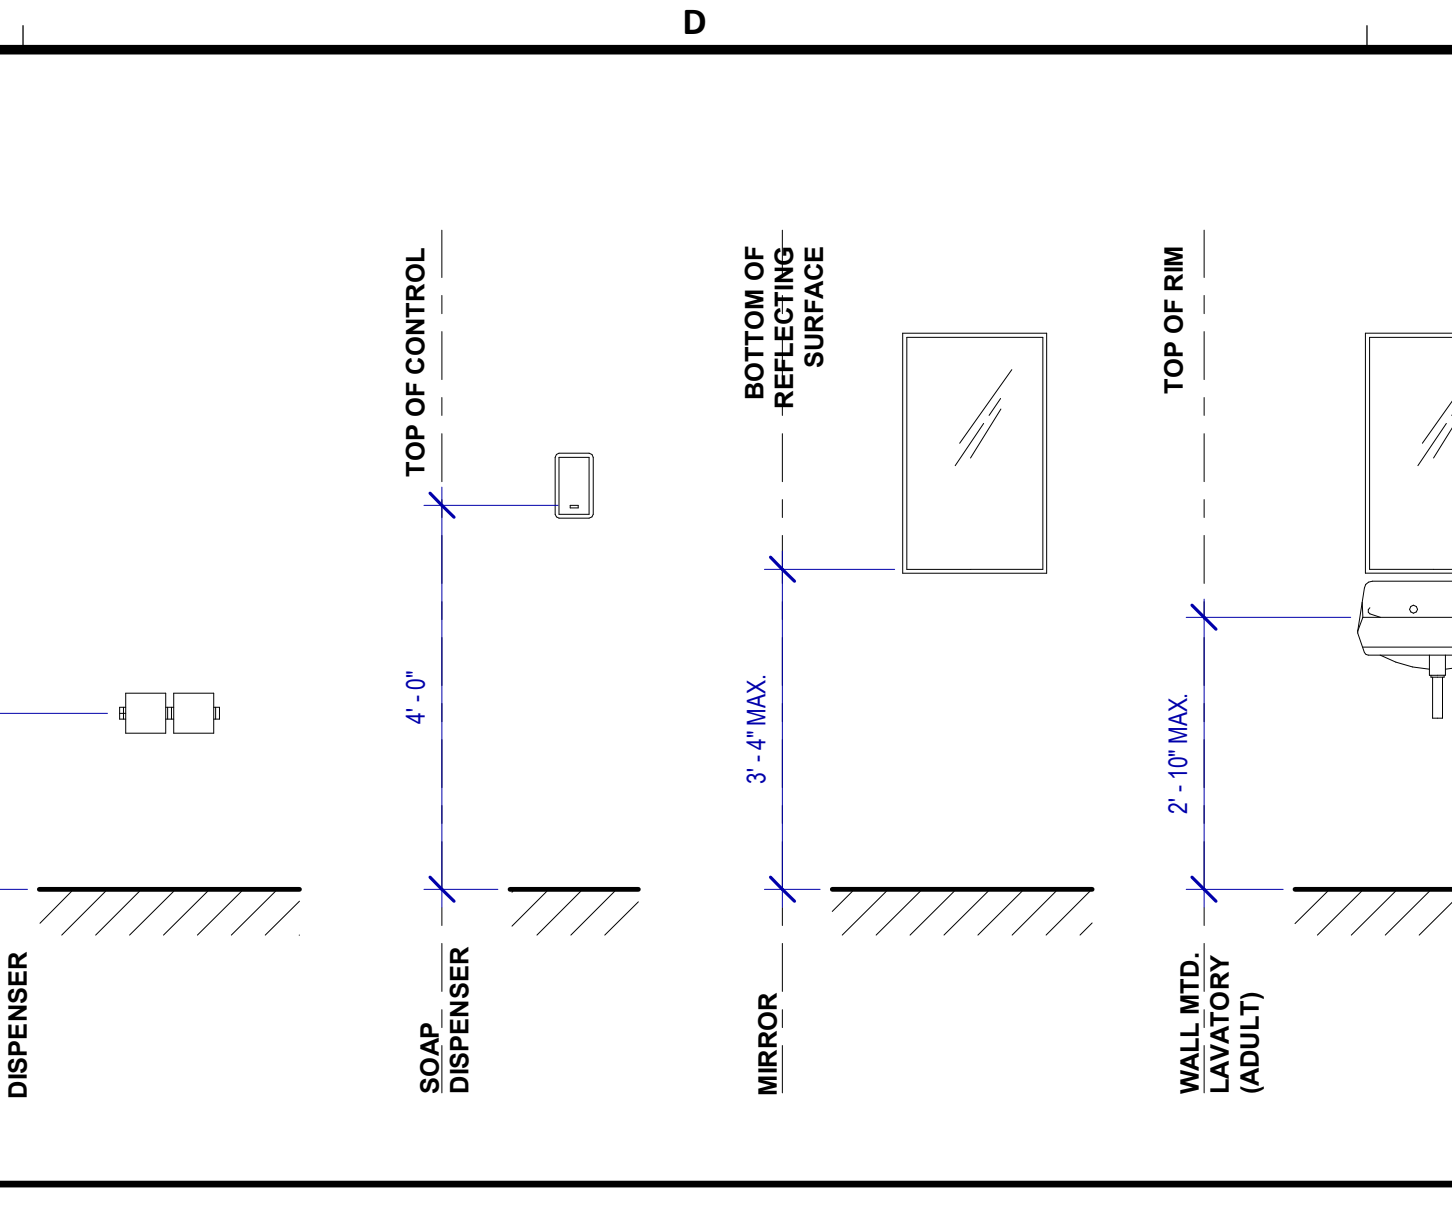 D
DISPENSER
TOP OF CONTROL
4' - 0"
SOAP
DISPENSER
BOTTOM OF
REFLECTING
SURFACE
3' - 4" MAX.
MIRROR
TOP OF RIM
2' - 10" MAX.
WALL MTD.
LAVATORY
(ADULT)